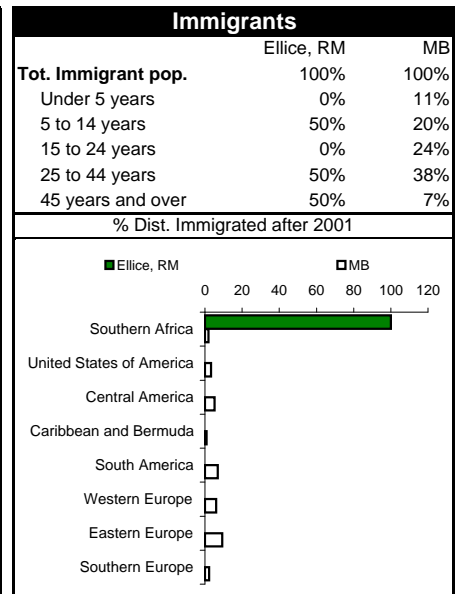 Immigrants
Ellice, RM MB
Tot. Immigrant pop. 100% 100%
Under 5 years 0% 11%
5 to 14 years 50% 20%
15 to 24 years 0% 24%
25 to 44 years 50% 38%
45 years and over 50% 7%
% Dist. Immigrated after 2001
Ellice, RM MB
0 20 40 60 80 100 120
Southern Africa
United States of America
Central America
Caribbean and Bermuda
South America
Western Europe
Eastern Europe
Southern Europe